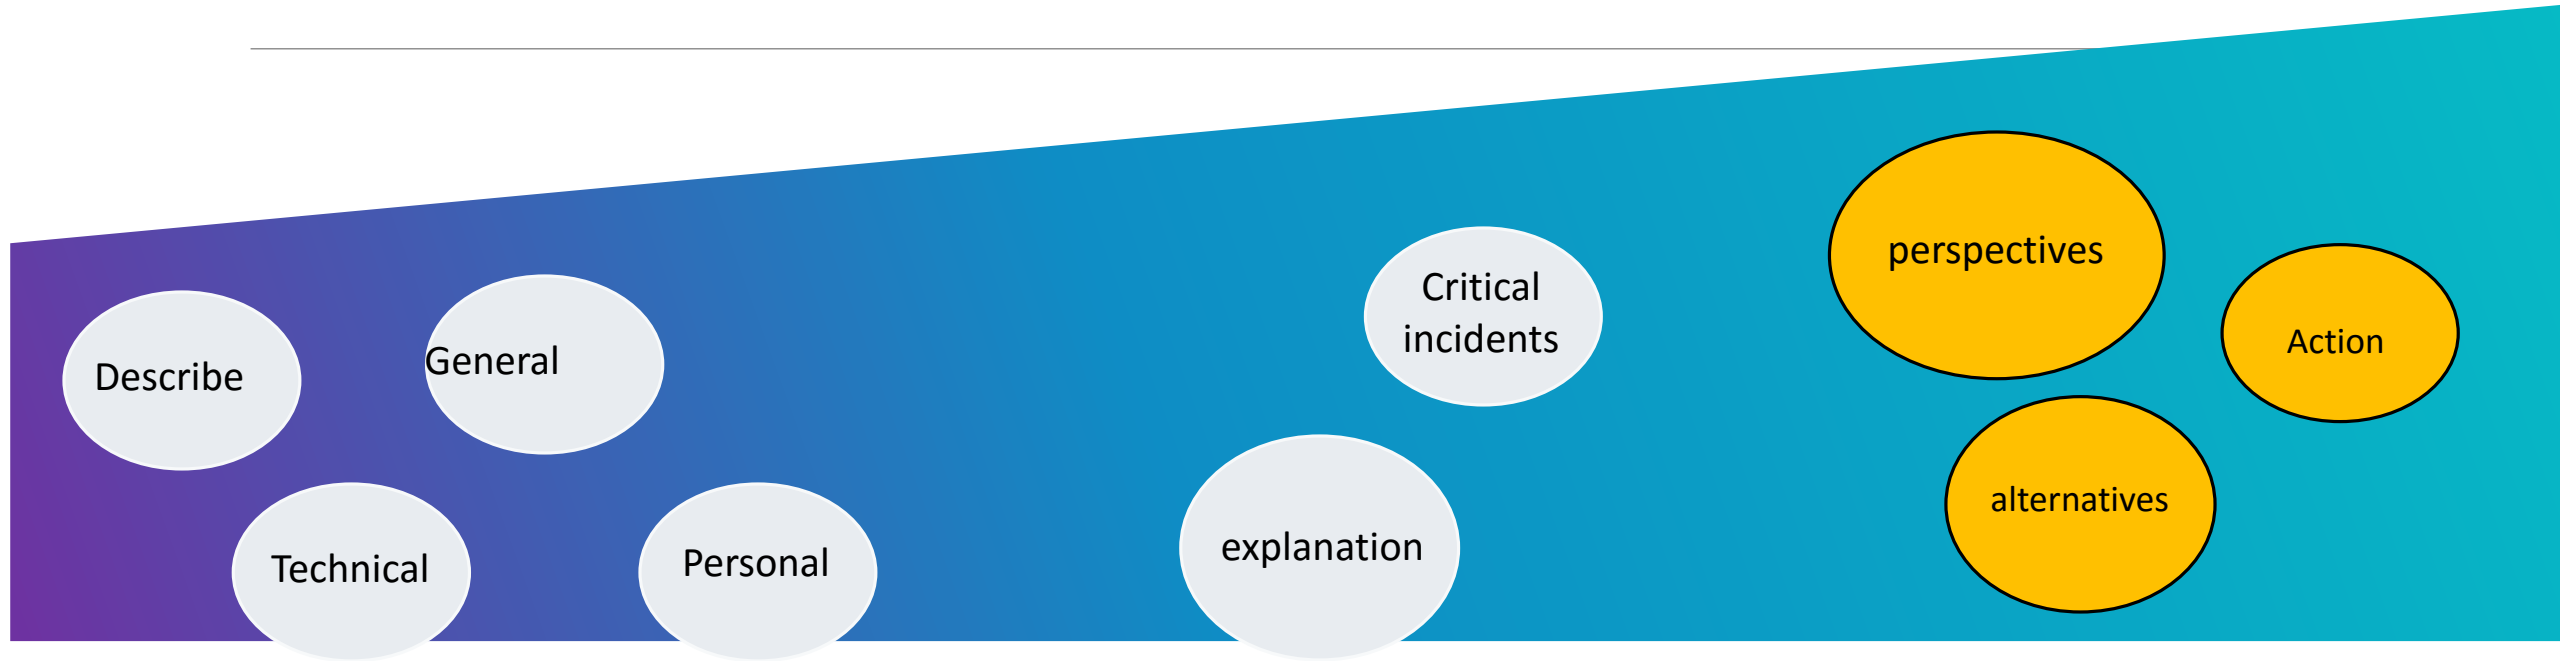 Describe
Technical
General
Personal
explanation
Critical
incidents
perspectives
alternatives
Action